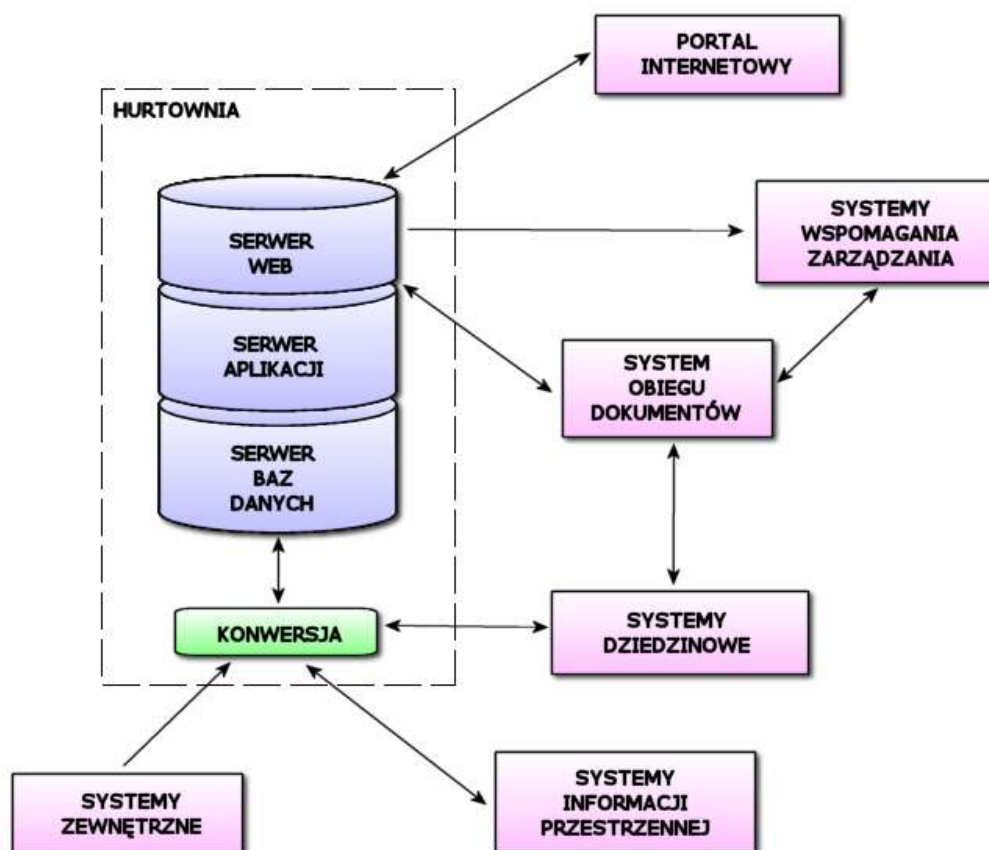 PORTAL
INTERNETOWY
HURTOWNIA
SERWER
WEB
SYSTEMY
WSPOMAGANIA
ZARZĄDZANIA
SERWER
APLIKACJI
SYSTEM
OBIEGU
DOKUMENTÓW
SERWER
BAZ
DANYCH
KONWERSJA
SYSTEMY
DZIEDZINOWE
SYSTEMY
ZEWNĘTRZNE
SYSTEMY
INFORMACJI
PRZESTRZENNEJ